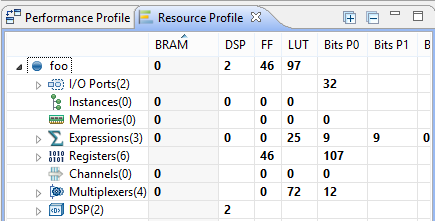 Performance Profile Resource Profile
BRAM DSP FF LUT Bits P0 Bits P1 B
foo 0 2 46 97
I/O Ports(2) 32
Instances(0) 0 0 0 0
Memories(0) 0 0 0 0
Expressions(3) 0 0 0 25 9 9 0
Registers(6) 46 107
Channels(0) 0 0 0 0
Multiplexers(4) 0 0 72 12
DSP(2) 2